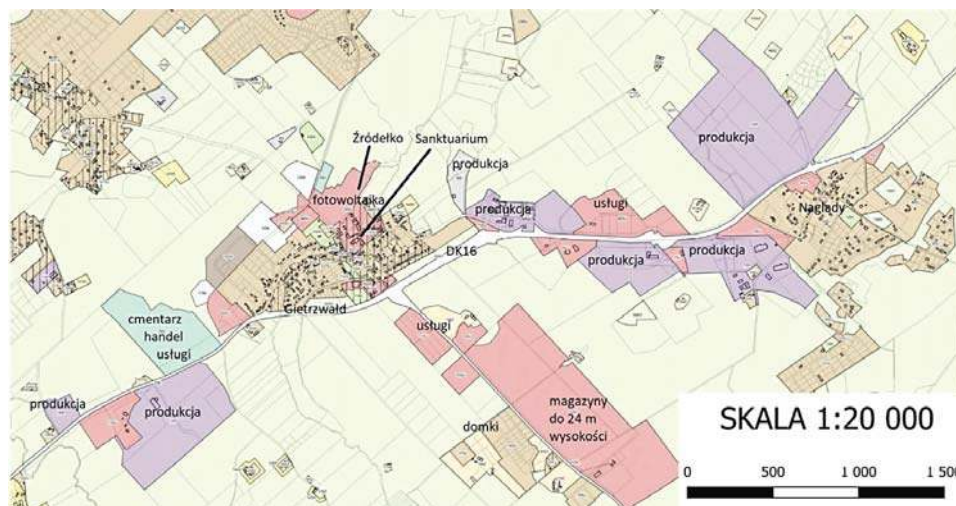 Źródełko
Sanktuarium
produkcja
produkcja
fotowoltaika
produkcja
usługi
Naglady
DK16
produkcja
produkcja
Gietrzwałd
cmentarz
handel
usługi
usługi
produkcja
produkcja
magazyny
do 24 m
wysokości
domki
SKALA 1:20 000
0 500 1 000 1 500